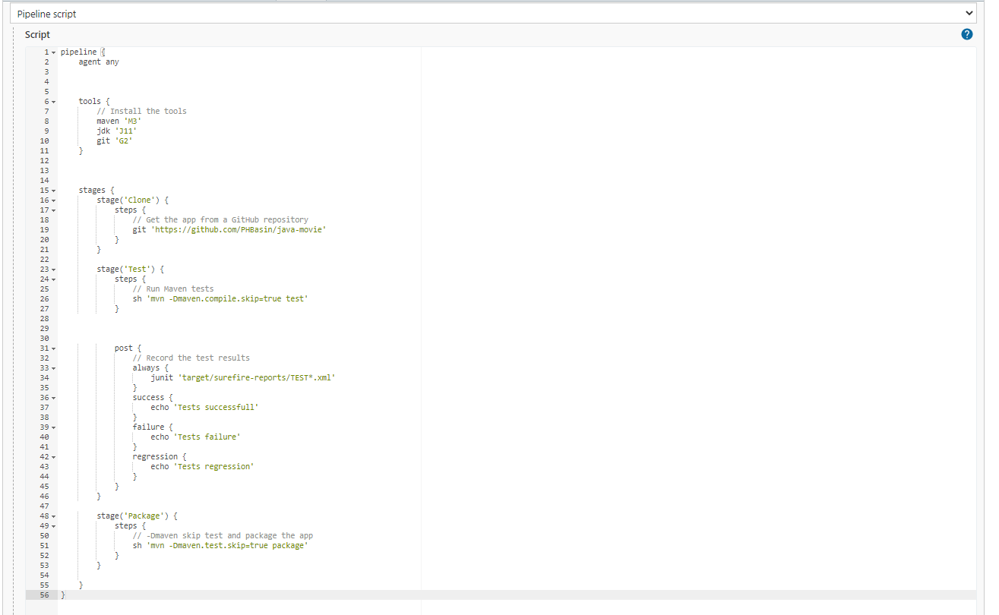 Pipeline script
Script
?
1 pipeline {
2     agent any
3
4
5
6     tools {
7         // Install the tools
8         maven 'M3'
9         jdk 'J11'
10         git 'G2'
11     }
12
13
14
15     stages {
16         stage('Clone') {
17             steps {
18                 // Get the app from a GitHub repository
19                 git 'https://github.com/PHBasin/java-movie'
20             }
21         }
22
23         stage('Test') {
24             steps {
25                 // Run Maven tests
26                 sh 'mvn -Dmaven.compile.skip=true test'
27             }
28
29
30
31             post {
32                 // Record the test results
33                 always {
34                     junit 'target/surefire-reports/TEST*.xml'
35                 }
36                 success {
37                     echo 'Tests successfull'
38                 }
39                 failure {
40                     echo 'Tests failure'
41                 }
42                 regression {
43                     echo 'Tests regression'
44                 }
45             }
46         }
47
48         stage('Package') {
49             steps {
50                 // -Dmaven skip test and package the app
51                 sh 'mvn -Dmaven.test.skip=true package'
52             }
53         }
54
55     }
56 }